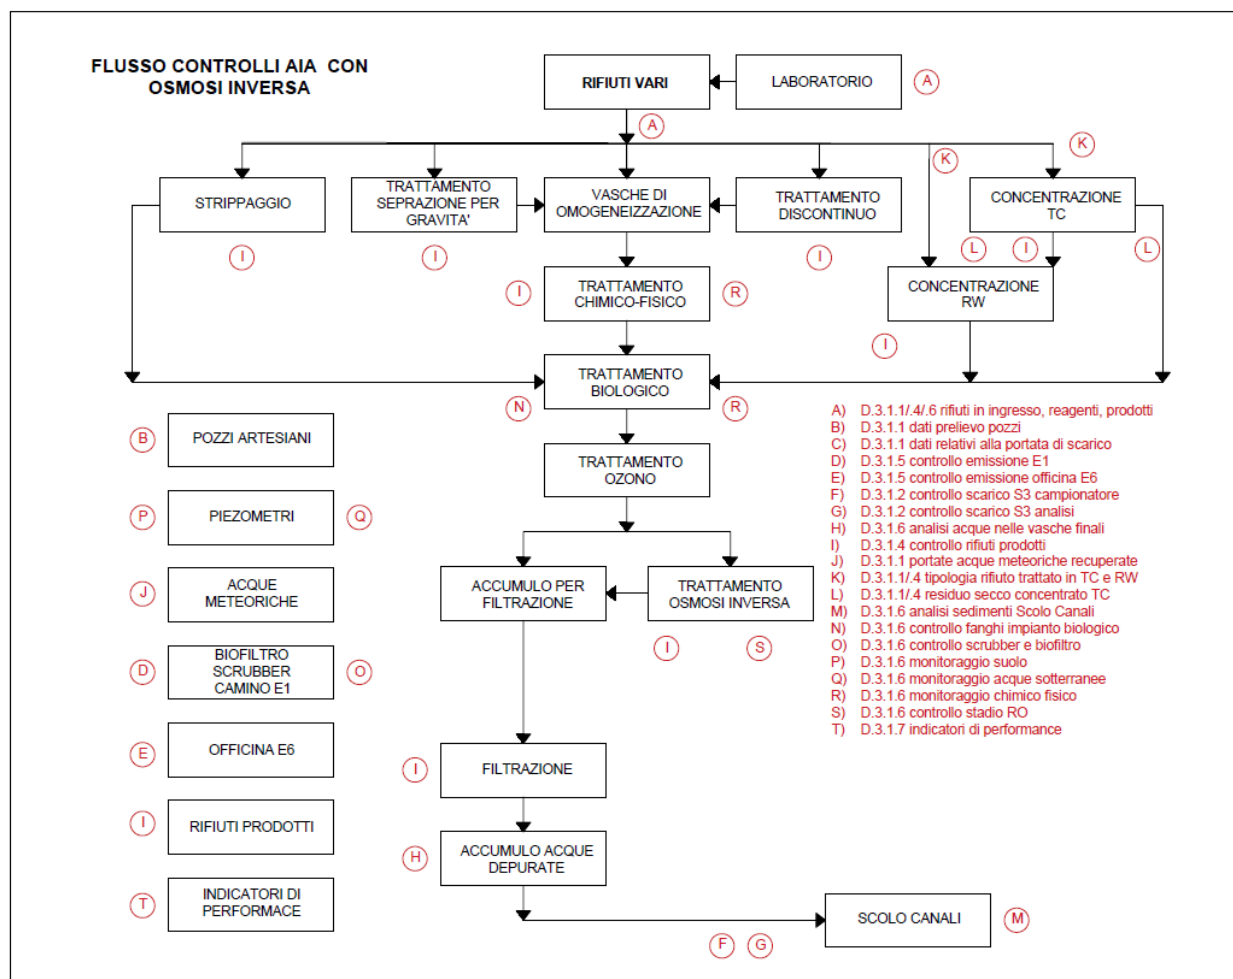 FLUSSO CONTROLLI AIA CON
OSMOSI INVERSA
RIFIUTI VARI
LABORATORIO
A
A
K
K
STRIPPAGGIO
TRATTAMENTO
SEPRAZIONE PER
GRAVITA'
VASCHE DI
OMOGENEIZZAZIONE
TRATTAMENTO
DISCONTINUO
CONCENTRAZIONE
TC
I
I
I
L
I
L
I
TRATTAMENTO
CHIMICO-FISICO
R
CONCENTRAZIONE
RW
I
TRATTAMENTO
BIOLOGICO
N
R
TRATTAMENTO
OZONO
B
POZZI ARTESIANI
P
PIEZOMETRI
Q
J
ACQUE
METEORICHE
D
BIOFILTRO
SCRUBBER
CAMINO E1
O
E
OFFICINA E6
I
RIFIUTI PRODOTTI
T
INDICATORI DI
PERFORMACE
ACCUMULO PER
FILTRAZIONE
TRATTAMENTO
OSMOSI INVERSA
I
S
I
FILTRAZIONE
H
ACCUMULO ACQUE
DEPURATE
F
G
SCOLO CANALI
M
A) D.3.1.1/.4/.6 rifiuti in ingresso, reagenti, prodotti
B) D.3.1.1 dati prelievo pozzi
C) D.3.1.1 dati relativi alla portata di scarico
D) D.3.1.5 controllo emissione E1
E) D.3.1.5 controllo emissione officina E6
F) D.3.1.2 controllo scarico S3 campionatore
G) D.3.1.2 controllo scarico S3 analisi
H) D.3.1.6 analisi acque nelle vasche finali
I) D.3.1.4 controllo rifiuti prodotti
J) D.3.1.1 portate acque meteoriche recuperate
K) D.3.1.1/.4 tipologia rifiuto trattato in TC e RW
L) D.3.1.1/.4 residuo secco concentrato TC
M) D.3.1.6 analisi sedimenti Scolo Canali
N) D.3.1.6 controllo fanghi impianto biologico
O) D.3.1.6 controllo scrubber e biofiltro
P) D.3.1.6 monitoraggio suolo
Q) D.3.1.6 monitoraggio acque sotterranee
R) D.3.1.6 monitoraggio chimico fisico
S) D.3.1.6 controllo stadio RO
T) D.3.1.7 indicatori di performance